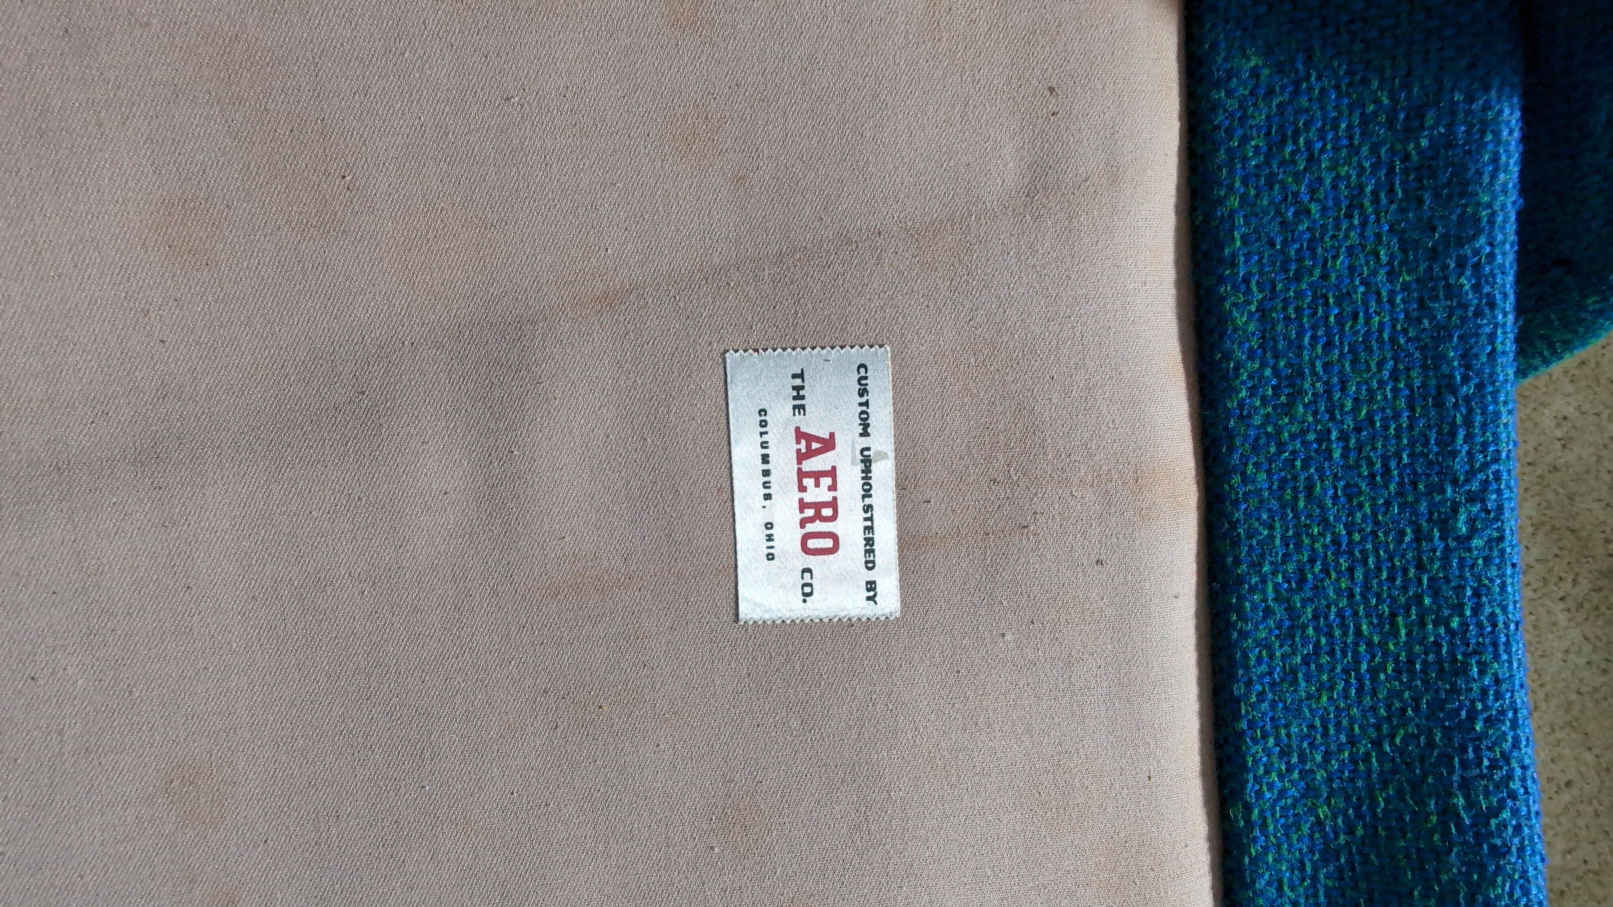 CUSTOM UPHOLSTERED BY
THE AERO CO.
COLUMBUS, OHIO